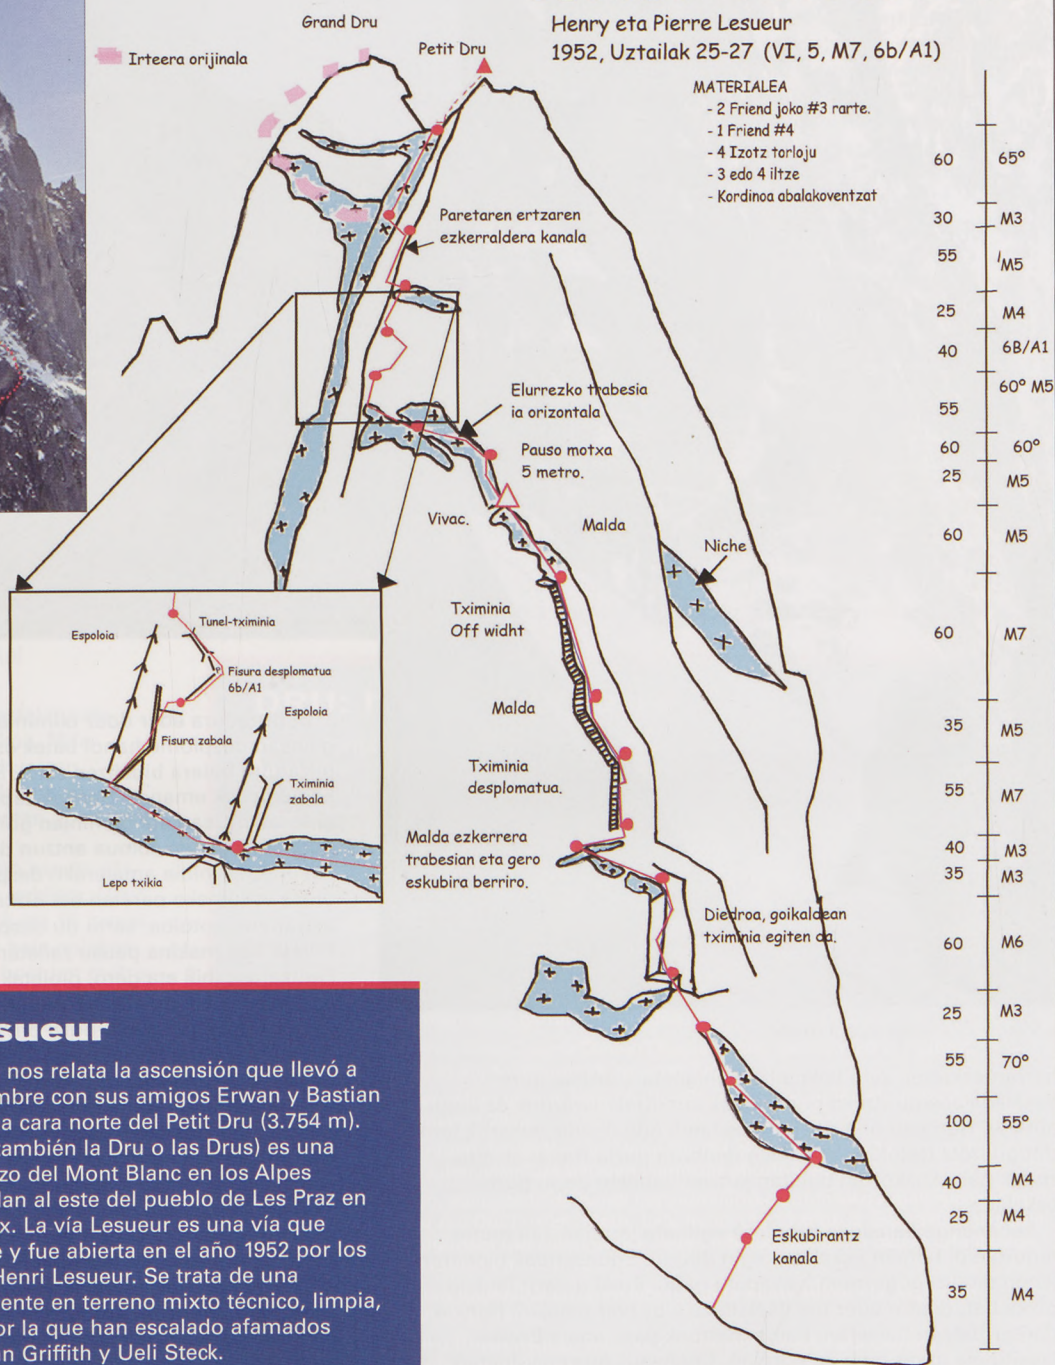 Grand Dru
Petit Dru
Irteera orijinala
Henry eta Pierre Lesueur
1952, Uztailak 25-27 (VI, 5, M7, 6b/A1)
MATERIALEA
- 2 Friend joko #3 rarte.
- 1 Friend #4
- 4 Izotz torloju
- 3 edo 4 iltze
- Kordinoa abalakoventzat
Paretaren ertzaren
ezkerraldera kanala
Elurrezko trabesia
ia orizontala
Pauso motxa
5 metro.
Vivac.
Malda
Niche
Tximinia
Off widht
Malda
Tximinia
desplomatua.
Malda ezkerrera
trabesian eta gero
eskubira berriro.
Diedroa, goikaldean
tximinia egiten da.
Eskubirantz
kanala
Espoloia
Tunel-tximinia
Fisura desplomatua
6b/A1
Espoloia
Fisura zabala
Tximinia
zabala
Lepo txikia
60 65°
30 M3
55 M5
25 M4
40 6B/A1
55 60° M5
60 60°
25 M5
60 M5
60 M7
35 M5
55 M7
40 M3
35 M3
60 M6
25 M3
55 70°
100 55°
40 M4
25 M4
35 M4
sueur
nos relata la ascensión que llevó a
mbre con sus amigos Erwan y Bastian
a cara norte del Petit Dru (3.754 m).
también la Dru o las Drus) es una
zo del Mont Blanc en los Alpes
lan al este del pueblo de Les Praz en
x. La vía Lesueur es una vía que
e y fue abierta en el año 1952 por los
Henri Lesueur. Se trata de una
ente en terreno mixto técnico, limpia,
or la que han escalado afamados
n Griffith y Ueli Steck.